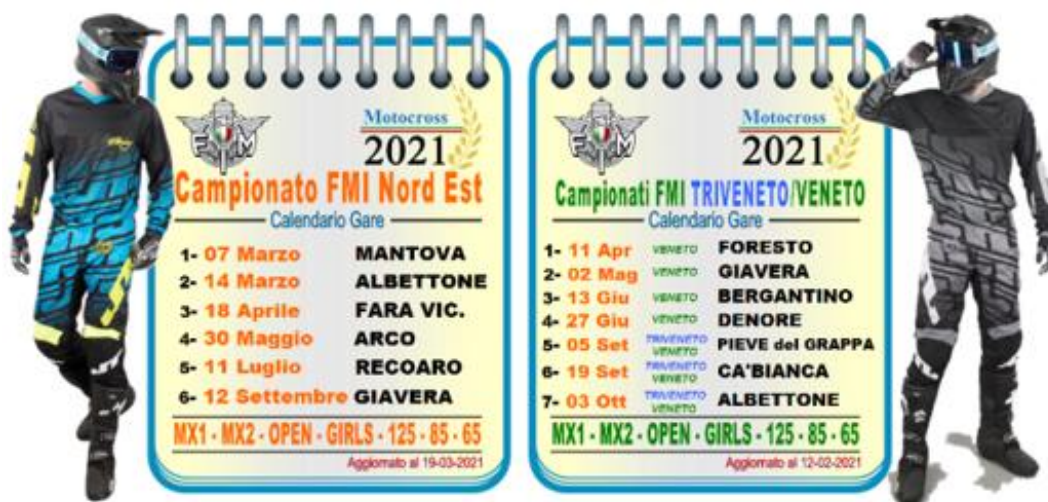 FM
Motocross
2021
Campionato FMI Nord Est
Calendario Gare
1- 07 Marzo MANTOVA
2- 14 Marzo ALBETTONE
3- 18 Aprile FARA VIC.
4- 30 Maggio ARCO
5- 11 Luglio RECOARO
6- 12 Settembre GIAVERA
MX1 - MX2 - OPEN - GIRLS - 125 - 85 - 65
Aggiornato al 19-03-2021
FM
Motocross
2021
Campionati FMI TRIVENETO/VENETO
Calendario Gare
1- 11 Apr VENETO FORESTO
2- 02 Mag VENETO GIAVERA
3- 13 Giu VENETO BERGANTINO
4- 27 Giu VENETO DENORE
5- 05 Set TRIVENETO VENETO PIEVE del GRAPPA
6- 19 Set TRIVENETO VENETO CA'BIANCA
7- 03 Ott TRIVENETO VENETO ALBETTONE
MX1 - MX2 - OPEN - GIRLS - 125 - 85 - 65
Aggiornato al 12-02-2021